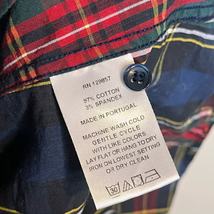 RN 129857
97% COTTON
3% SPANDEX
MADE IN PORTUGAL
MACHINE WASH COLD
GENTLE CYCLE
WITH LIKE COLORS
LAY FLAT OR HANG TO DRY
IRON ON LOWEST SETTING
OR DRY CLEAN